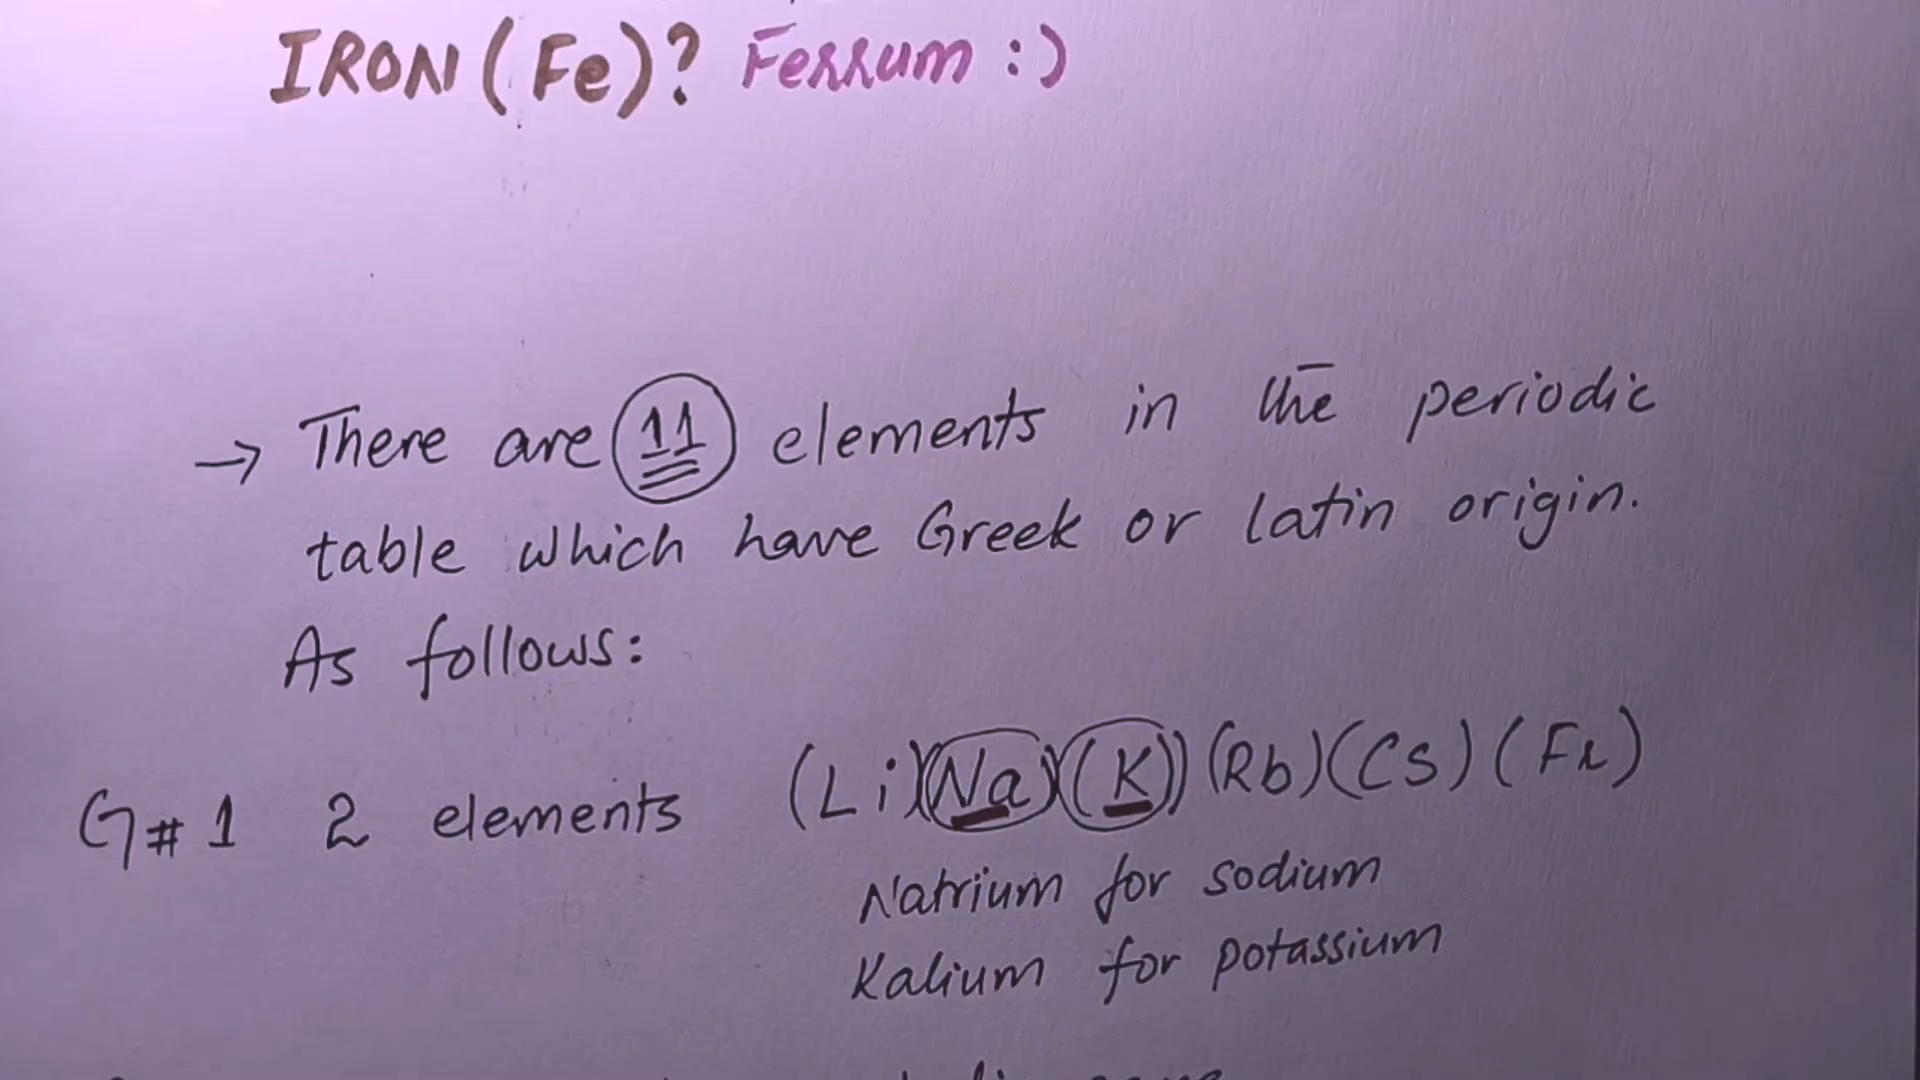 IRON (Fe)? Ferrum :)
→ There are 11 elements in the periodic
table which have Greek or latin origin.
As follows:
G#1 2 elements (Li)(Na)(K)(Rb)(Cs)(Fr)
Natrium for sodium
Kalium for potassium